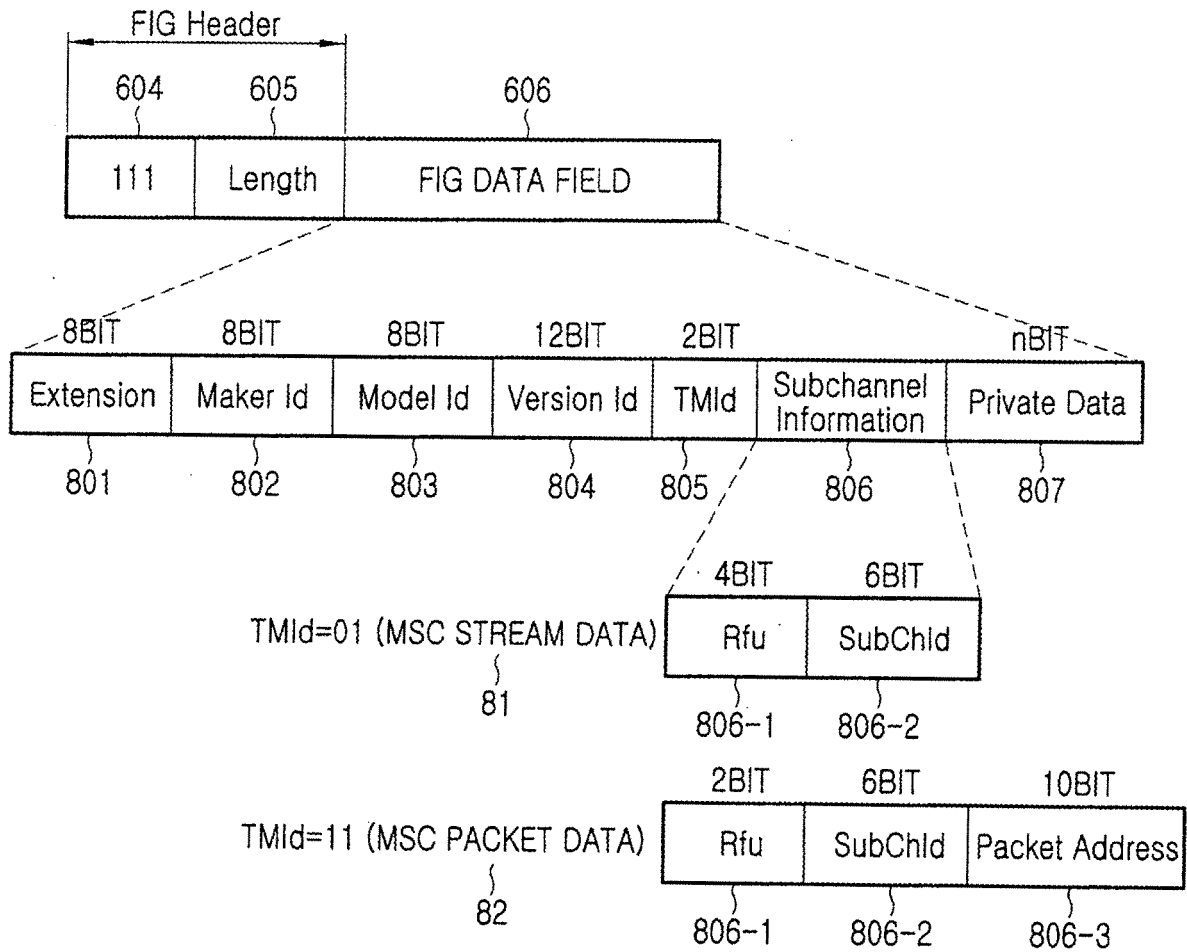 FIG Header
604 605 606
111 Length FIG DATA FIELD
8BIT 8BIT 8BIT 12BIT 2BIT nBIT
Extension Maker Id Model Id Version Id TMId Subchannel Information Private Data
801 802 803 804 805 806 807
4BIT 6BIT
TMId=01 (MSC STREAM DATA) Rfu SubChId
81
806-1 806-2
2BIT 6BIT 10BIT
TMId=11 (MSC PACKET DATA) Rfu SubChId Packet Address
82
806-1 806-2 806-3